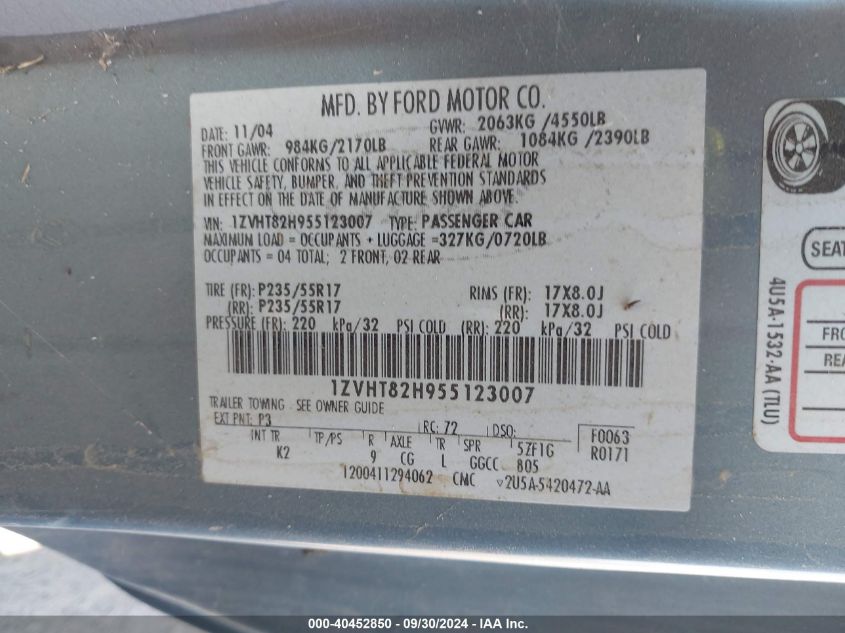 MFD. BY FORD MOTOR CO.
DATE: 11/04 GVWR: 2063KG /4550LB
FRONT GAWR: 984KG/2170LB REAR GAWR: 1084KG /2390LB
THIS VEHICLE CONFORMS TO ALL APPLICABLE FEDERAL MOTOR
VEHICLE SAFETY, BUMPER, AND THEFT PREVENTION STANDARDS
IN EFFECT ON THE DATE OF MANUFACTURE SHOWN ABOVE.
VIN: 1ZVHT82H955123007 TYPE: PASSENGER CAR
MAXIMUM LOAD = OCCUPANTS + LUGGAGE =327KG/0720LB
OCCUPANTS = 04 TOTAL; 2 FRONT, 02 REAR
TIRE (FR): P235/55R17 RIMS (FR): 17X8.0J
(RR): P235/55R17 (RR): 17X8.0J
PRESSURE (FR): 220 kPa/32 PSI COLD (RR): 220 kPa/32 PSI COLD
1ZVHT82H955123007
TRAILER TOWING - SEE OWNER GUIDE
EXT PNT: P3 RC: 72 DSO: F0063
INT TR TP/PS R AXLE TR SPR 5ZF1G R0171
K2 9 CG L GGCC 805
1200411294062 CMC 2U5A-5420472-AA
SEAT
FRO
REA
4U5A-1532-AA (TLU)
000-40452850 - 09/30/2024 - IAA, Inc.